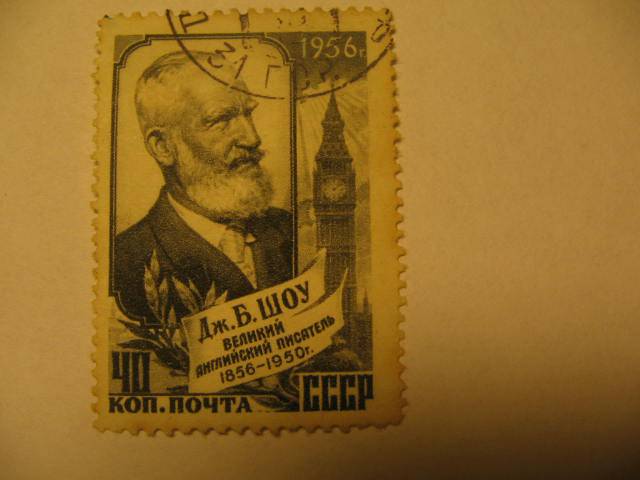 1956г.
Дж.Б.ШОУ
ВЕЛИКИЙ
АНГЛИЙСКИЙ ПИСАТЕЛЬ
1856-1950г.
40
КОП.ПОЧТА СССР